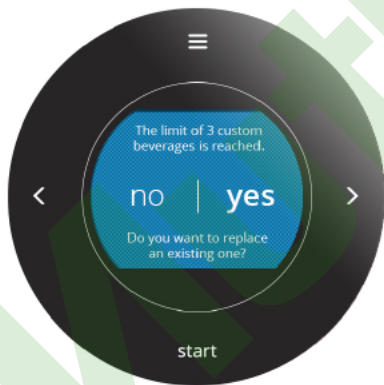 The limit of 3 custom
beverages is reached.
no | yes
Do you want to replace
an existing one?
start